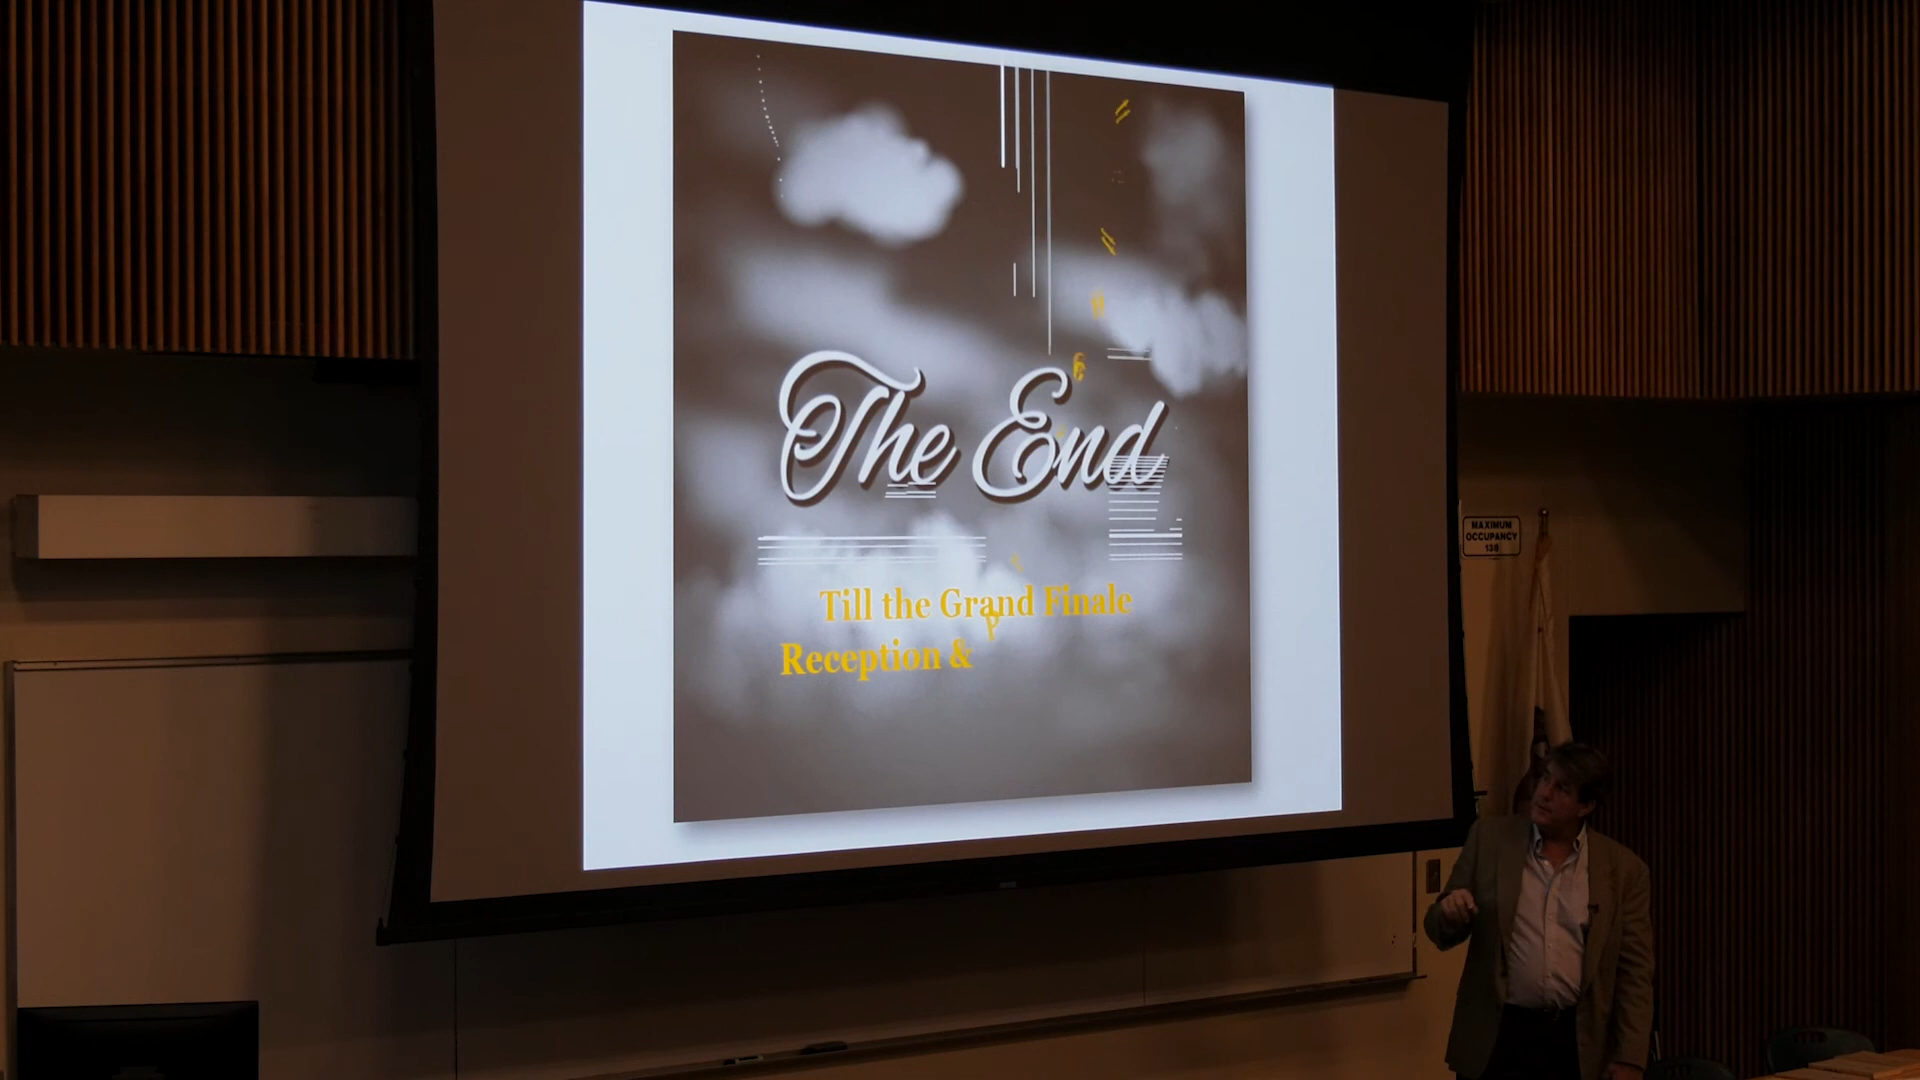 The End
Till the Grand Finale
Reception &
MAXIMUM
OCCUPANCY
138